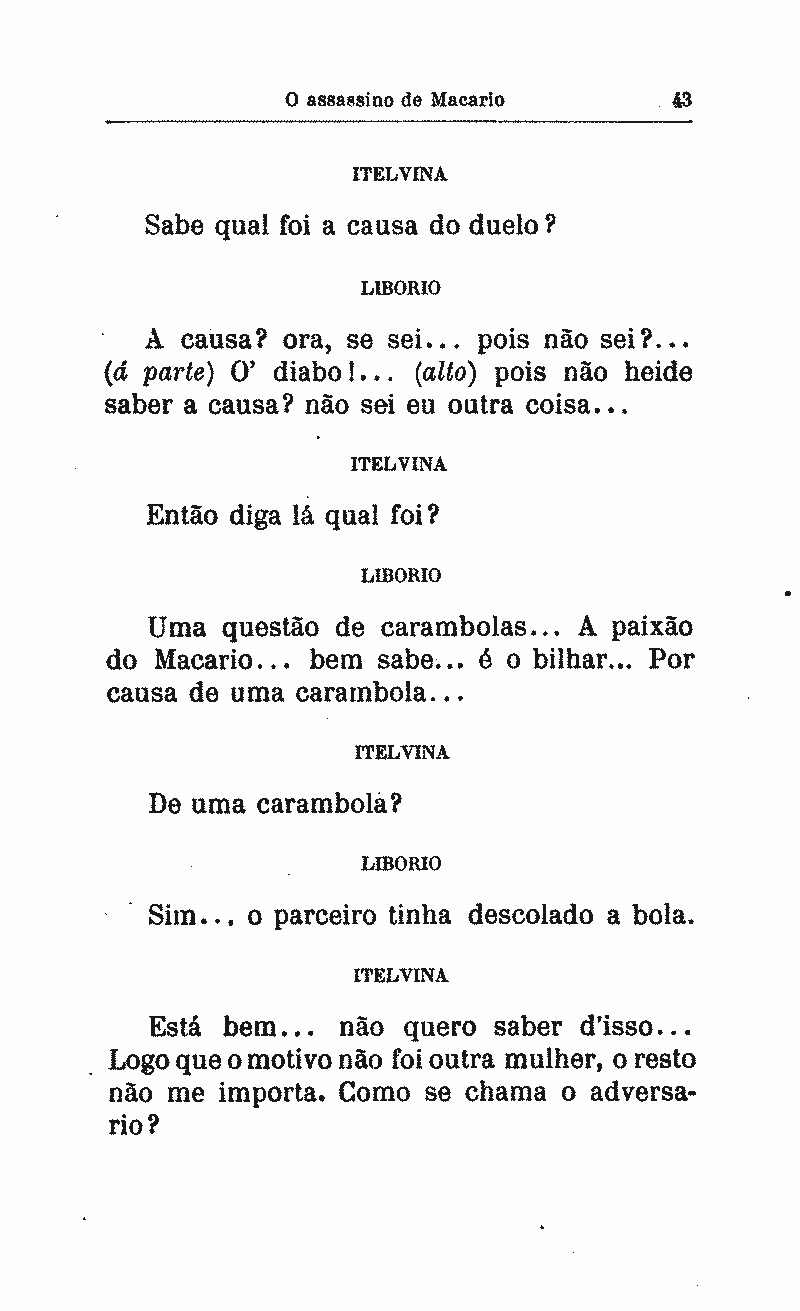 O assassino de Macario 43
ITELVINA
Sabe qual foi a causa do duelo?
LIBORIO
A causa? ora, se sei... pois não sei?...
(á parte) O' diabo!... (alto) pois não heide
saber a causa? não sei eu outra coisa...
ITELVINA
Então diga lá qual foi?
LIBORIO
Uma questão de carambolas... A paixão
do Macario... bem sabe... é o bilhar... Por
causa de uma carambola...
ITELVINA
De uma carambola?
LIBORIO
Sim... o parceiro tinha descolado a bola.
ITELVINA
Está bem... não quero saber d'isso...
Logo que o motivo não foi outra mulher, o resto
não me importa. Como se chama o adversa-
rio?